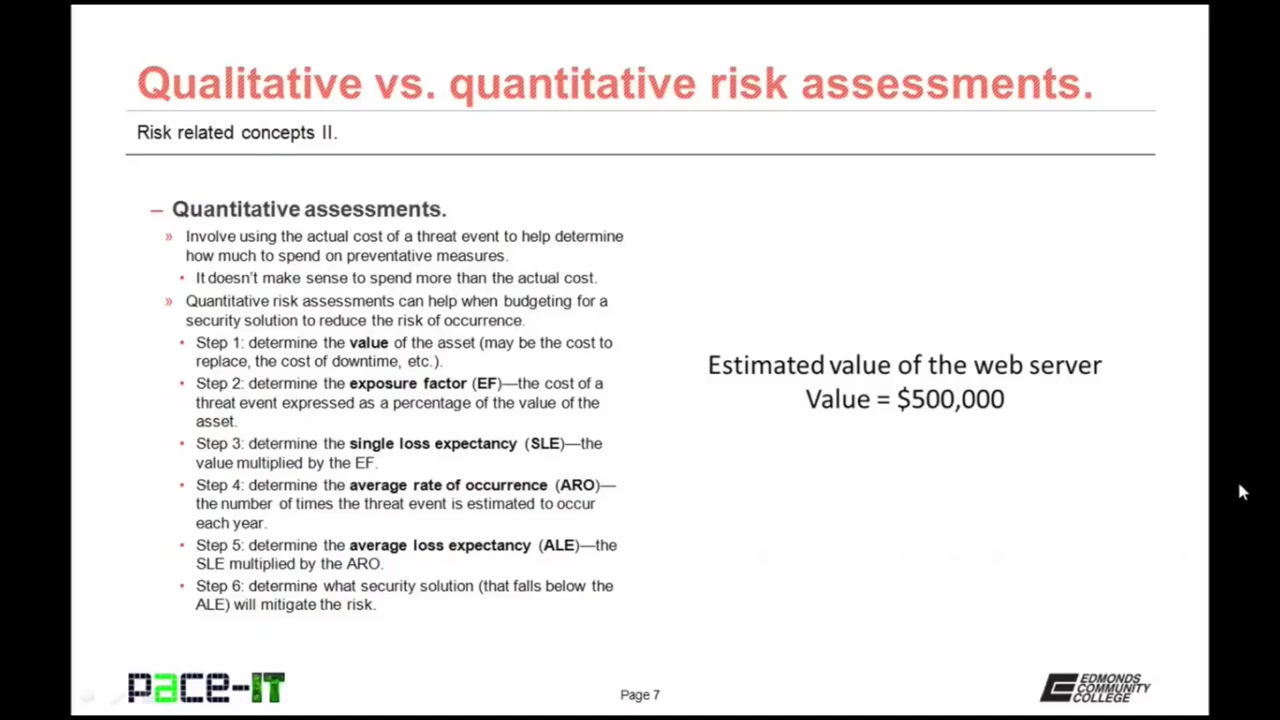 Qualitative vs. quantitative risk assessments.
Risk related concepts II.
– Quantitative assessments.
» Involve using the actual cost of a threat event to help determine
how much to spend on preventative measures.
• It doesn't make sense to spend more than the actual cost.
» Quantitative risk assessments can help when budgeting for a
security solution to reduce the risk of occurrence.
• Step 1: determine the value of the asset (may be the cost to
replace, the cost of downtime, etc.).
• Step 2: determine the exposure factor (EF)—the cost of a
threat event expressed as a percentage of the value of the
asset.
• Step 3: determine the single loss expectancy (SLE)—the
value multiplied by the EF.
• Step 4: determine the average rate of occurrence (ARO)—
the number of times the threat event is estimated to occur
each year.
• Step 5: determine the average loss expectancy (ALE)—the
SLE multiplied by the ARO.
• Step 6: determine what security solution (that falls below the
ALE) will mitigate the risk.
Estimated value of the web server
Value = $500,000
pace-IT
Page 7
EDMONDS
COMMUNITY
COLLEGE